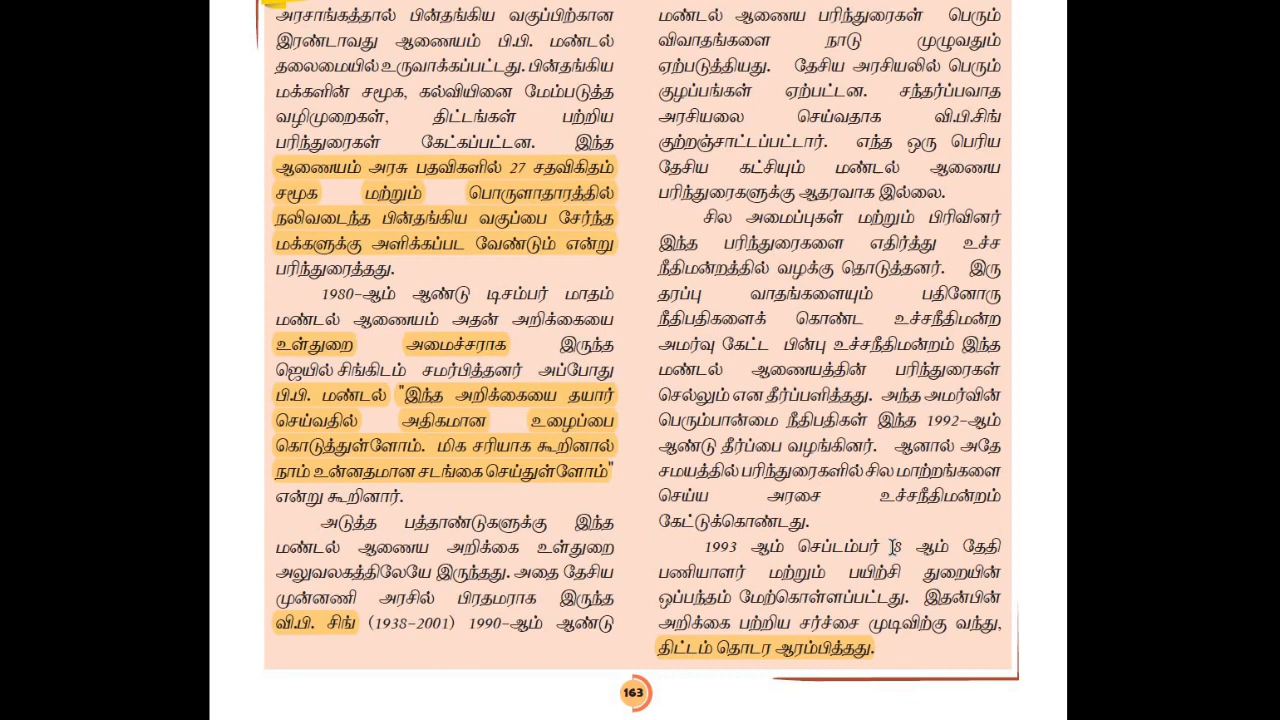 அரசாங்கத்தால் பின்தங்கிய வகுப்பிற்கான
இரண்டாவது ஆணையம் பி.பி. மண்டல்
தலைமையில் உருவாக்கப்பட்டது. பின்தங்கிய
மக்களின் சமூக, கல்வியினை மேம்படுத்த
வழிமுறைகள், திட்டங்கள் பற்றிய
பரிந்துரைகள் கேட்கப்பட்டன. இந்த
ஆணையம் அரசு பதவிகளில் 27 சதவிகிதம்
சமூக மற்றும் பொருளாதாரத்தில்
நலிவடைந்த பின்தங்கிய வகுப்பை சேர்ந்த
மக்களுக்கு அளிக்கப்பட வேண்டும் என்று
பரிந்துரைத்தது.
1980-ஆம் ஆண்டு டிசம்பர் மாதம்
மண்டல் ஆணையம் அதன் அறிக்கையை
உள்துறை அமைச்சராக இருந்த
ஜெயில் சிங்கிடம் சமர்பித்தனர் அப்போது
பி.பி. மண்டல் "இந்த அறிக்கையை தயார்
செய்வதில் அதிகமான உழைப்பை
கொடுத்துள்ளோம். மிக சரியாக கூறினால்
நாம் உன்னதமான சடங்கை செய்துள்ளோம்"
என்று கூறினார்.
அடுத்த பத்தாண்டுகளுக்கு இந்த
மண்டல் ஆணைய அறிக்கை உள்துறை
அலுவலகத்திலேயே இருந்தது. அதை தேசிய
முன்னணி அரசில் பிரதமராக இருந்த
வி.பி. சிங் (1938-2001) 1990-ஆம் ஆண்டு
மண்டல் ஆணைய பரிந்துரைகள் பெரும்
விவாதங்களை நாடு முழுவதும்
ஏற்படுத்தியது. தேசிய அரசியலில் பெரும்
குழப்பங்கள் ஏற்பட்டன. சந்தர்ப்பவாத
அரசியலை செய்வதாக வி.பி.சிங்
குற்றஞ்சாட்டப்பட்டார். எந்த ஒரு பெரிய
தேசிய கட்சியும் மண்டல் ஆணைய
பரிந்துரைகளுக்கு ஆதரவாக இல்லை.
சில அமைப்புகள் மற்றும் பிரிவினர்
இந்த பரிந்துரைகளை எதிர்த்து உச்ச
நீதிமன்றத்தில் வழக்கு தொடுத்தனர். இரு
தரப்பு வாதங்களையும் பதினோரு
நீதிபதிகளைக் கொண்ட உச்சநீதிமன்ற
அமர்வு கேட்ட பின்பு உச்சநீதிமன்றம் இந்த
மண்டல் ஆணையத்தின் பரிந்துரைகள்
செல்லும் என தீர்ப்பளித்தது. அந்த அமர்வின்
பெரும்பான்மை நீதிபதிகள் இந்த 1992-ஆம்
ஆண்டு தீர்ப்பை வழங்கினர். ஆனால் அதே
சமயத்தில் பரிந்துரைகளில் சில மாற்றங்களை
செய்ய அரசை உச்சநீதிமன்றம்
கேட்டுக்கொண்டது.
1993 ஆம் செப்டம்பர் ஆம் தேதி
பணியாளர் மற்றும் பயிற்சி துறையின்
ஒப்பந்தம் மேற்கொள்ளப்பட்டது. இதன்பின்
அறிக்கை பற்றிய சர்ச்சை முடிவிற்கு வந்து,
திட்டம் தொடர ஆரம்பித்தது.
163